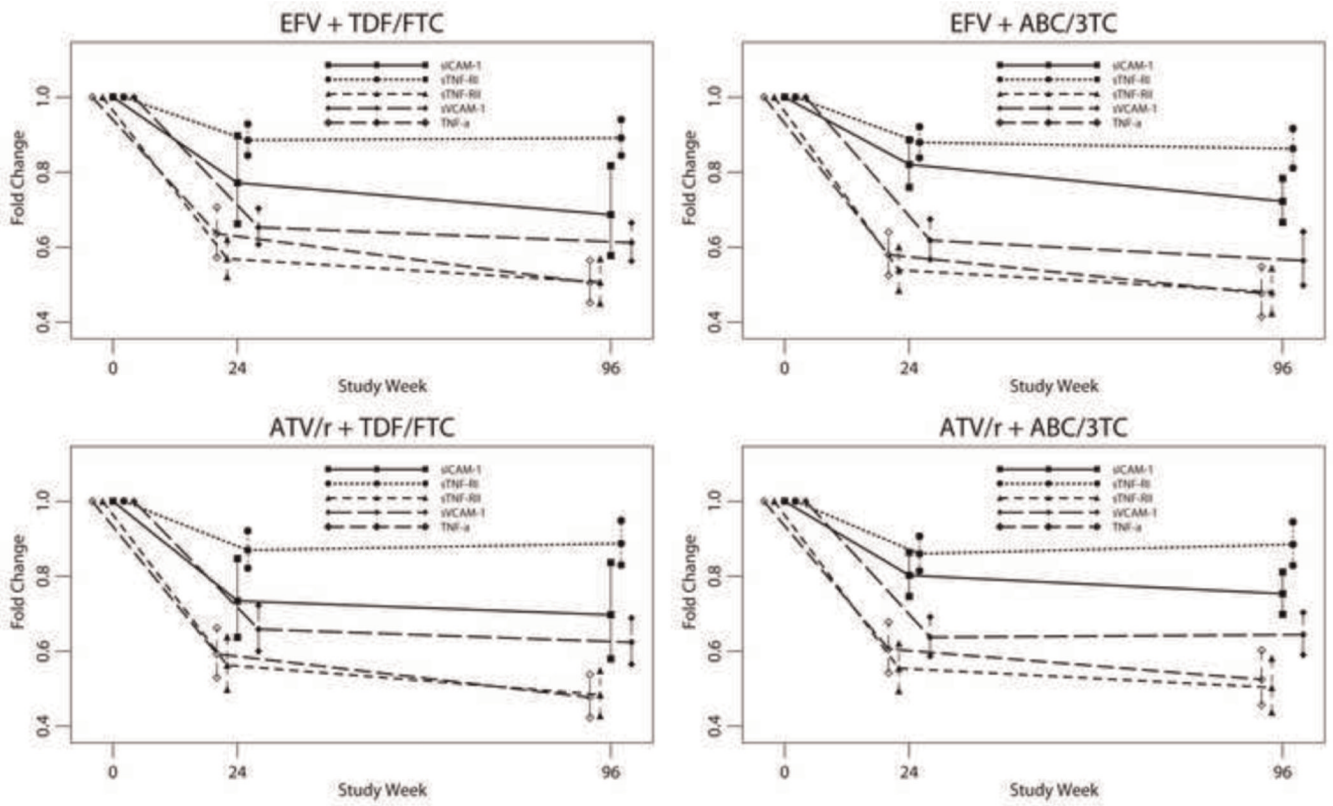 EFV + TDF/FTC
sICAM-1
sTNF-RI
sTNF-RII
sVCAM-1
TNF-a
Fold Change
1.0
0.8
0.6
0.4
0
24
96
Study Week
EFV + ABC/3TC
sICAM-1
sTNF-RI
sTNF-RII
sVCAM-1
TNF-a
Fold Change
1.0
0.8
0.6
0.4
0
24
96
Study Week
ATV/r + TDF/FTC
sICAM-1
sTNF-RI
sTNF-RII
sVCAM-1
TNF-a
Fold Change
1.0
0.8
0.6
0.4
0
24
96
Study Week
ATV/r + ABC/3TC
sICAM-1
sTNF-RI
sTNF-RII
sVCAM-1
TNF-a
Fold Change
1.0
0.8
0.6
0.4
0
24
96
Study Week